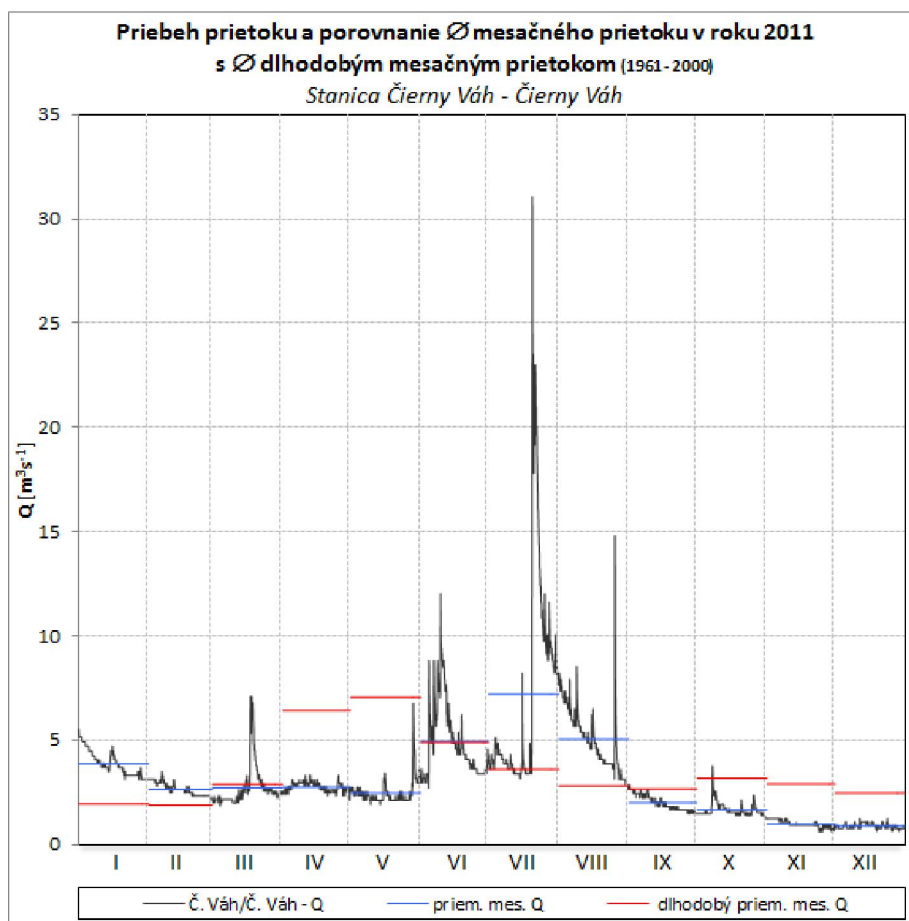 Priebeh prietoku a porovnanie Ø mesačného prietoku v roku 2011
s Ø dlhodobým mesačným prietokom (1961 - 2000)
Stanica Čierny Váh - Čierny Váh
35
30
25
20
15
10
5
0
Q [m³s⁻¹]
I II III IV V VI VII VIII IX X XI XII
Č. Váh/Č. Váh - Q priem. mes. Q dlhodobý priem. mes. Q